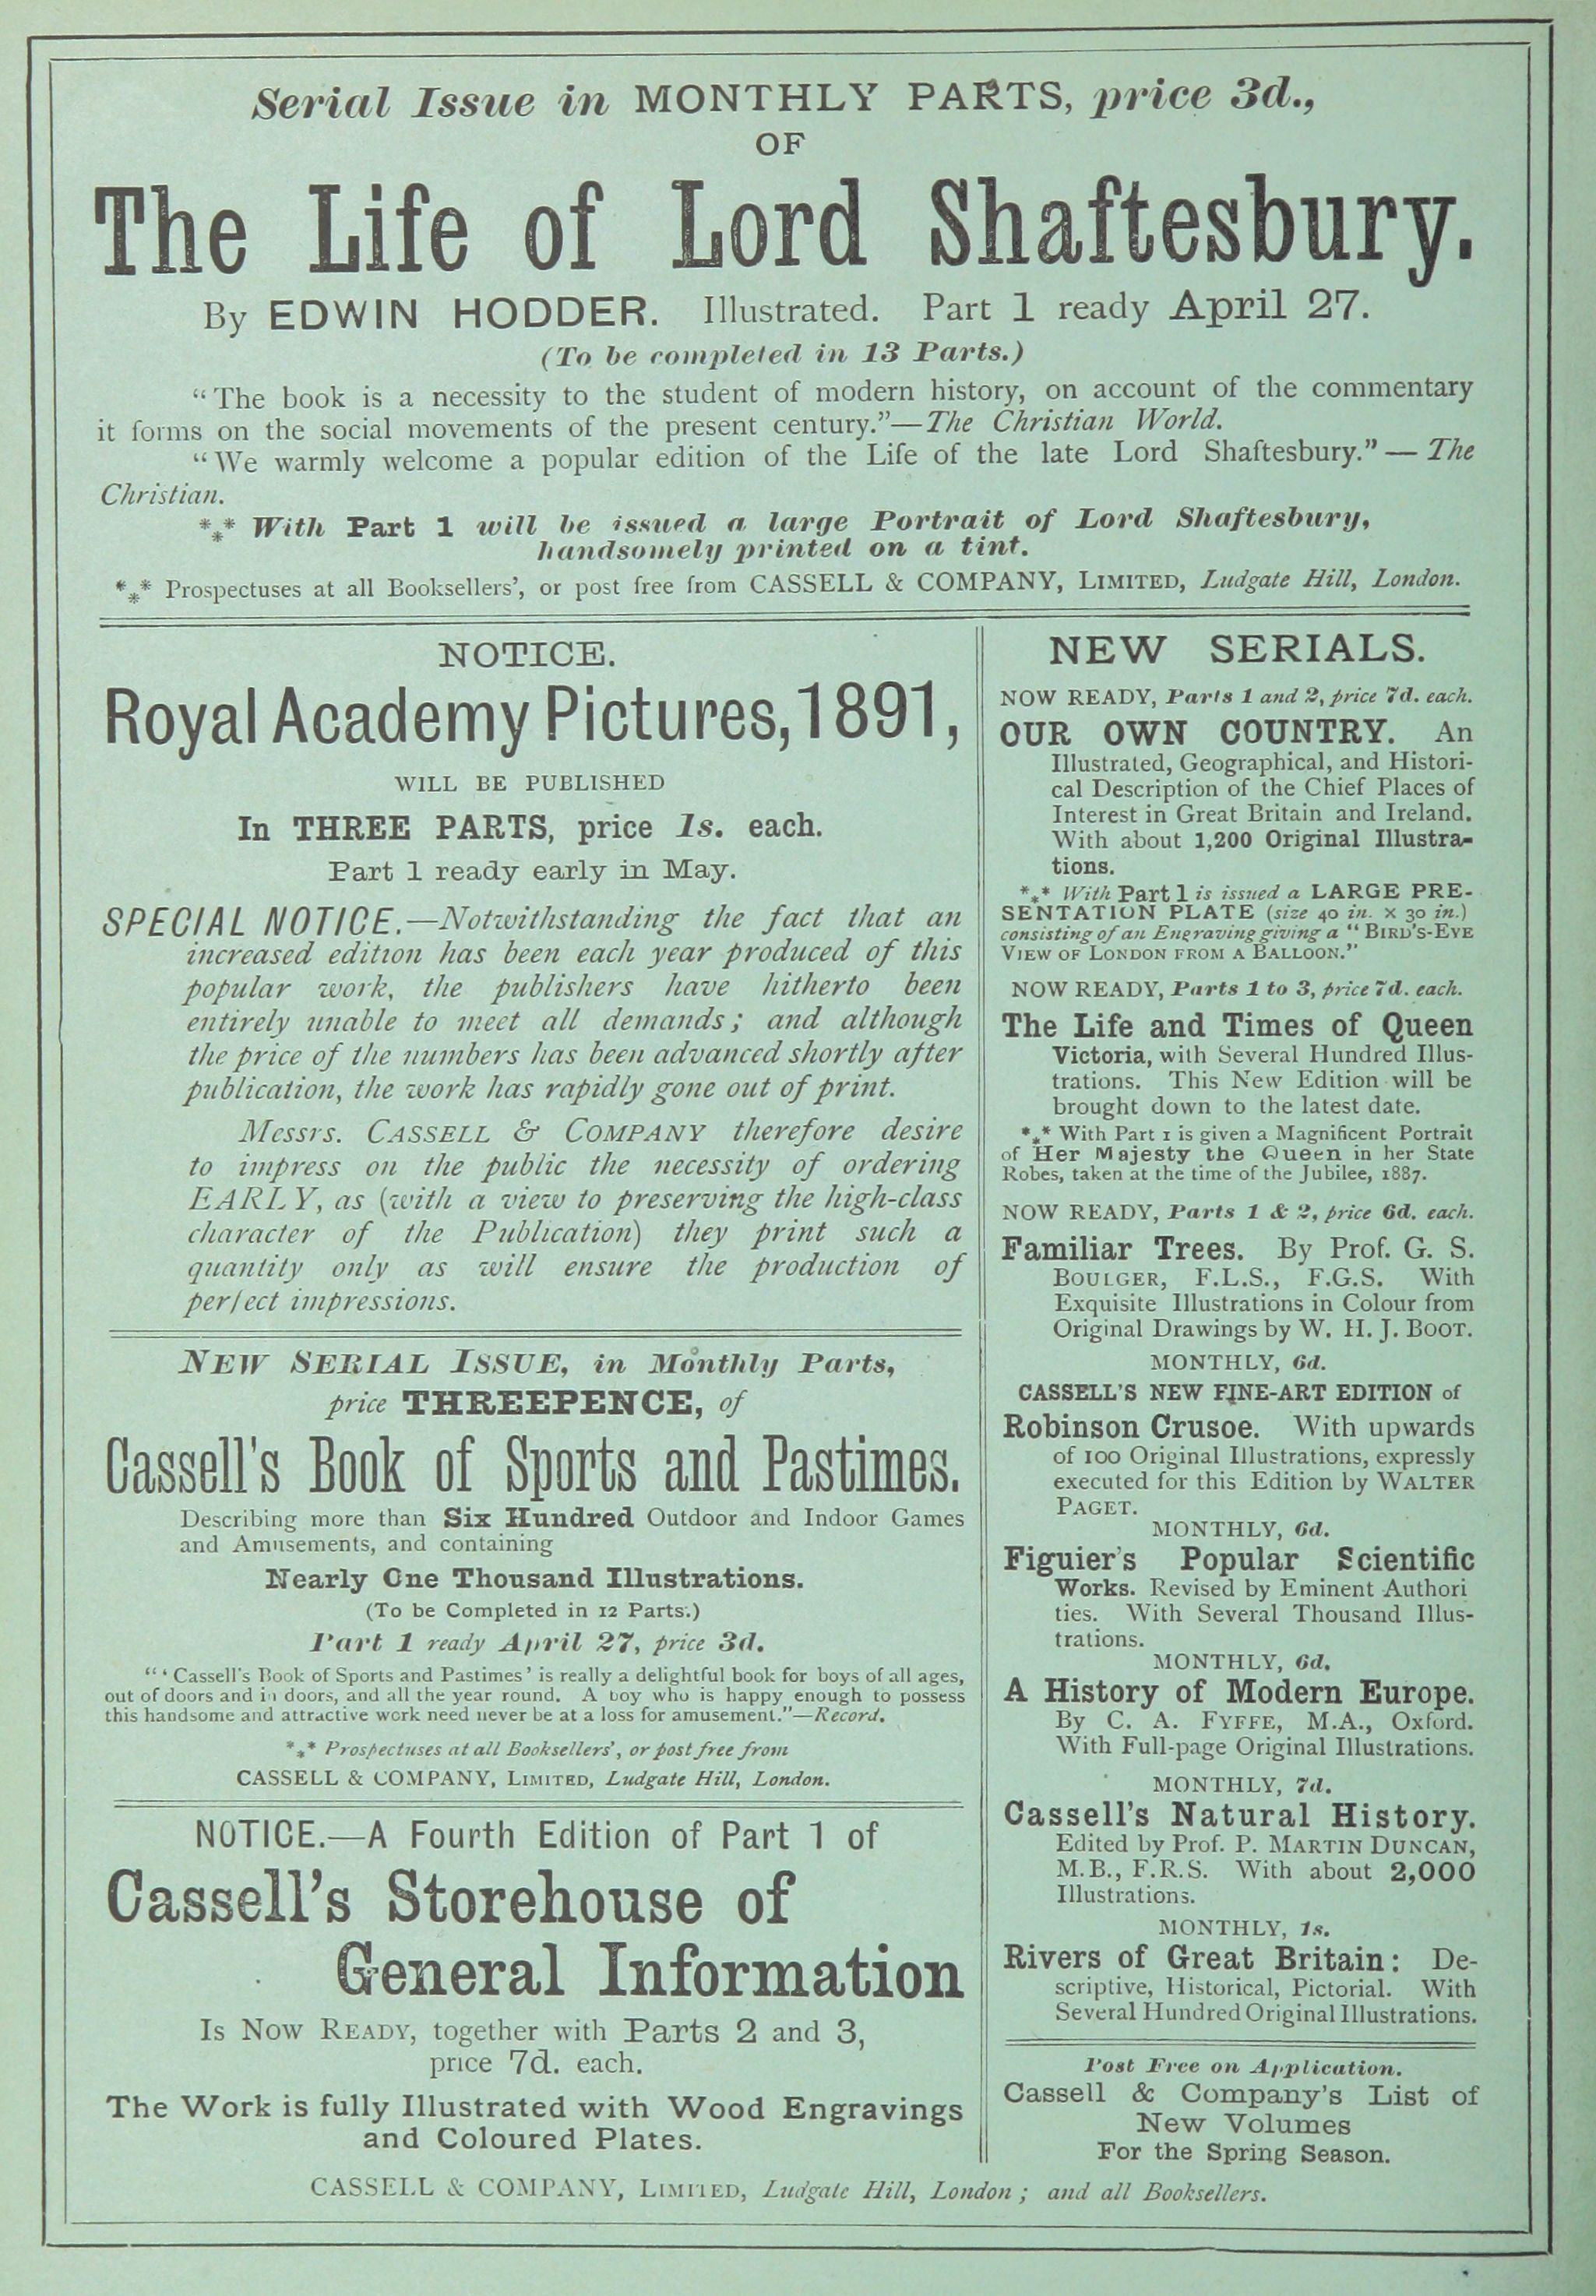 Serial Issue in MONTHLY PARTS, price 3d.,
OF
The Life of Lord Shaftesbury.
By EDWIN HODDER. Illustrated. Part 1 ready April 27.
(To be completed in 13 Parts.)
"The book is a necessity to the student of modern history, on account of the commentary
it forms on the social movements of the present century."—The Christian World.
"We warmly welcome a popular edition of the Life of the late Lord Shaftesbury."—The
Christian.
*⁎* With Part 1 will be issued a large Portrait of Lord Shaftesbury,
handsomely printed on a tint.
*⁎* Prospectuses at all Booksellers', or post free from CASSELL & COMPANY, LIMITED, Ludgate Hill, London.
NOTICE.
Royal Academy Pictures, 1891,
WILL BE PUBLISHED
In THREE PARTS, price 1s. each.
Part 1 ready early in May.
SPECIAL NOTICE.—Notwithstanding the fact that an
increased edition has been each year produced of this
popular work, the publishers have hitherto been
entirely unable to meet all demands; and although
the price of the numbers has been advanced shortly after
publication, the work has rapidly gone out of print.
Messrs. CASSELL & COMPANY therefore desire
to impress on the public the necessity of ordering
EARLY, as (with a view to preserving the high-class
character of the Publication) they print such a
quantity only as will ensure the production of
perfect impressions.
NEW SERIAL ISSUE, in Monthly Parts,
price THREEPENCE, of
Cassell's Book of Sports and Pastimes.
Describing more than Six Hundred Outdoor and Indoor Games
and Amusements, and containing
Nearly One Thousand Illustrations.
(To be Completed in 12 Parts.)
Part 1 ready April 27, price 3d.
"'Cassell's Book of Sports and Pastimes' is really a delightful book for boys of all ages,
out of doors and in doors, and all the year round. A boy who is happy enough to possess
this handsome and attractive work need never be at a loss for amusement."—Record.
*⁎* Prospectuses at all Booksellers', or post free from
CASSELL & COMPANY, LIMITED, Ludgate Hill, London.
NOTICE.—A Fourth Edition of Part 1 of
Cassell's Storehouse of
General Information
IS NOW READY, together with Parts 2 and 3,
price 7d. each.
The Work is fully Illustrated with Wood Engravings
and Coloured Plates.
NEW SERIALS.
NOW READY, Parts 1 and 2, price 7d. each.
OUR OWN COUNTRY. An
Illustrated, Geographical, and Histori-
cal Description of the Chief Places of
Interest in Great Britain and Ireland.
With about 1,200 Original Illustra-
tions.
*⁎* With Part 1 is issued a LARGE PRE-
SENTATION PLATE (size 40 in. × 30 in.)
consisting of an Engraving giving a "BIRD'S-EYE
VIEW OF LONDON FROM A BALLOON."
NOW READY, Parts 1 to 3, price 7d. each.
The Life and Times of Queen
Victoria, with Several Hundred Illus-
trations. This New Edition will be
brought down to the latest date.
*⁎* With Part 1 is given a Magnificent Portrait
of Her Majesty the Queen in her State
Robes, taken at the time of the Jubilee, 1887.
NOW READY, Parts 1 & 2, price 6d. each.
Familiar Trees. By Prof. G. S.
BOULGER, F.L.S., F.G.S. With
Exquisite Illustrations in Colour from
Original Drawings by W. H. J. BOOT.
MONTHLY, 6d.
CASSELL'S NEW FINE-ART EDITION of
Robinson Crusoe. With upwards
of 100 Original Illustrations, expressly
executed for this Edition by WALTER
PAGET.
MONTHLY, 6d.
Figuier's Popular Scientific
Works. Revised by Eminent Authori
ties. With Several Thousand Illus-
trations.
MONTHLY, 6d.
A History of Modern Europe.
By C. A. FYFFE, M.A., Oxford.
With Full-page Original Illustrations.
MONTHLY, 7d.
Cassell's Natural History.
Edited by Prof. P. MARTIN DUNCAN,
M.B., F.R.S. With about 2,000
Illustrations.
MONTHLY, 1s.
Rivers of Great Britain: De-
scriptive, Historical, Pictorial. With
Several Hundred Original Illustrations.
Post Free on Application.
Cassell & Company's List of
New Volumes
For the Spring Season.
CASSELL & COMPANY, LIMITED, Ludgate Hill, London; and all Booksellers.